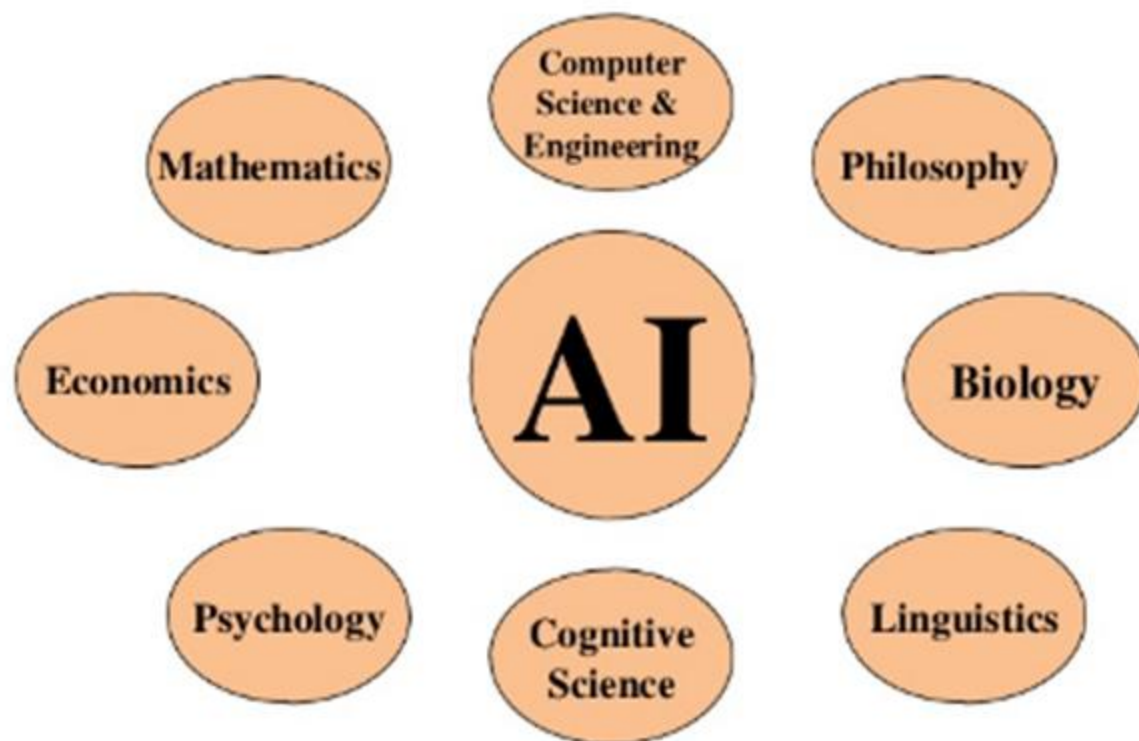 Computer
Science &
Engineering
Mathematics
Philosophy
AI
Economics
Biology
Psychology
Cognitive
Science
Linguistics